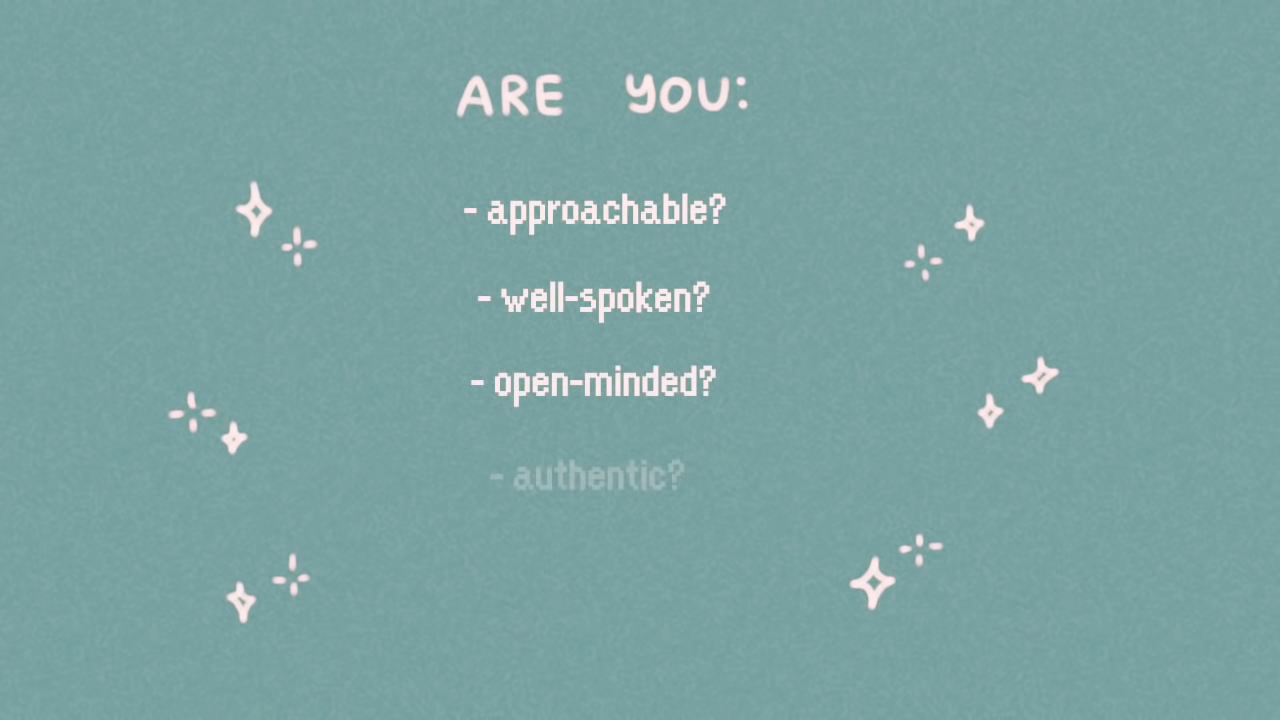 ARE YOU:
- approachable?
- well-spoken?
- open-minded?
- authentic?